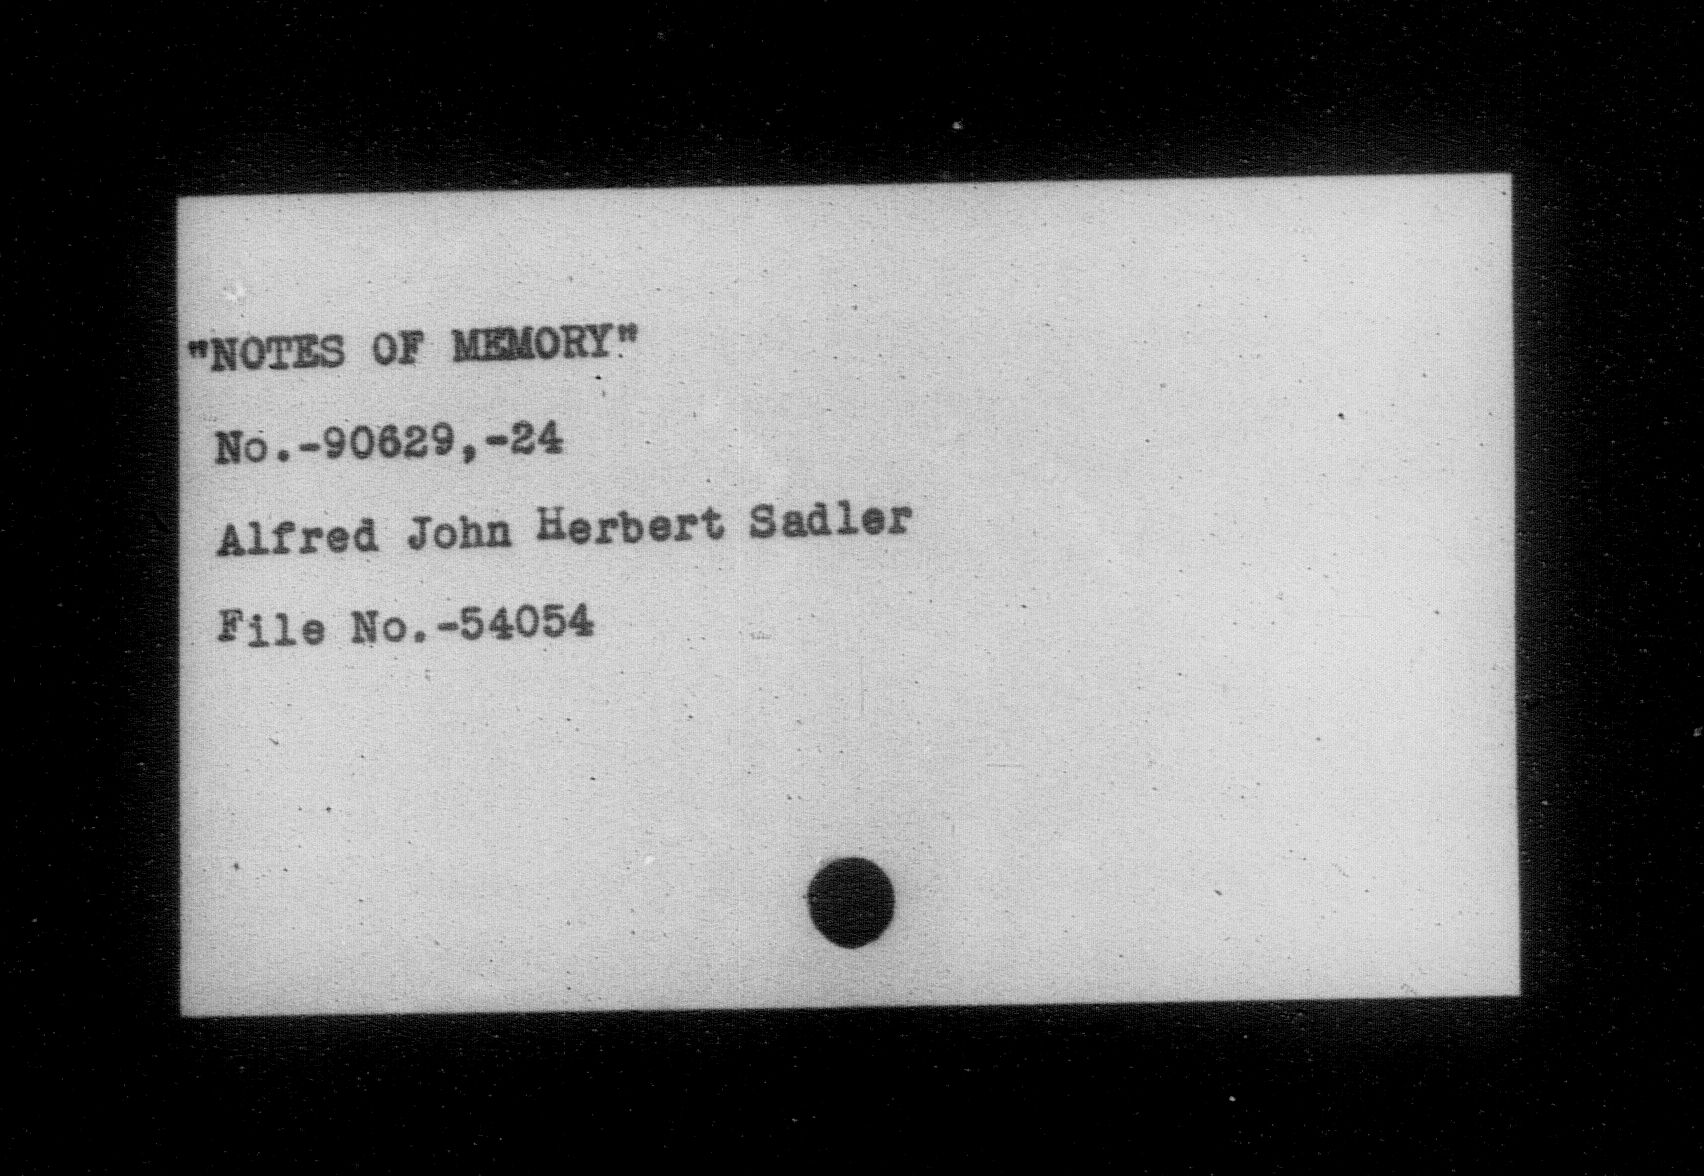 "NOTES OF MEMORY"
No.-90629,-24
Alfred John Herbert Sadler
File No.-54054